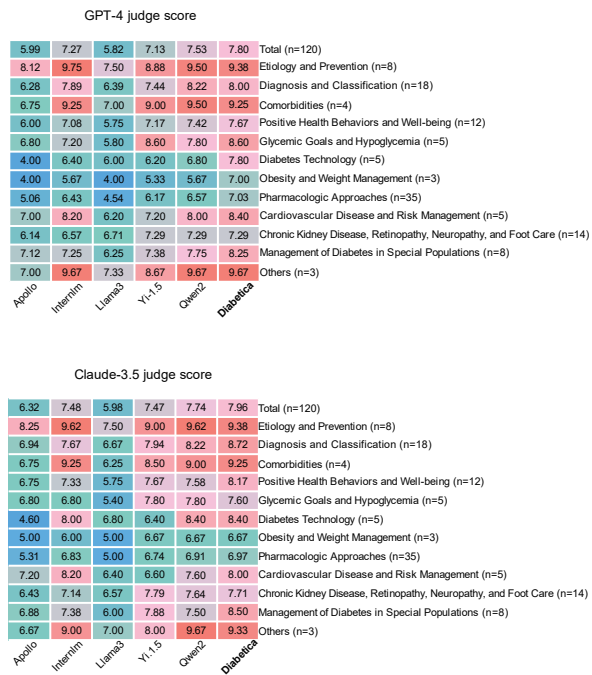 GPT-4 judge score
5.99 7.27 5.82 7.13 7.53 7.80 Total (n=120)
8.12 9.75 7.50 8.88 9.50 9.38 Etiology and Prevention (n=8)
6.28 7.89 6.39 7.44 8.22 8.00 Diagnosis and Classification (n=18)
6.75 9.25 7.00 9.00 9.50 9.25 Comorbidities (n=4)
6.00 7.08 5.75 7.17 7.42 7.67 Positive Health Behaviors and Well-being (n=12)
6.80 7.20 5.80 8.60 7.80 8.60 Glycemic Goals and Hypoglycemia (n=5)
4.00 6.40 6.00 6.20 6.80 7.80 Diabetes Technology (n=5)
4.00 5.67 4.00 5.33 5.67 7.00 Obesity and Weight Management (n=3)
5.06 6.43 4.54 6.17 6.57 7.03 Pharmacologic Approaches (n=35)
7.00 8.20 6.20 7.20 8.00 8.40 Cardiovascular Disease and Risk Management (n=5)
6.14 6.57 6.71 7.29 7.29 7.29 Chronic Kidney Disease, Retinopathy, Neuropathy, and Foot Care (n=14)
7.12 7.25 6.25 7.38 7.75 8.25 Management of Diabetes in Special Populations (n=8)
7.00 9.67 7.33 8.67 9.67 9.67 Others (n=3)
Apollo Internlm Llama3 Yi-1.5 Qwen2 Diabetica
Claude-3.5 judge score
6.32 7.48 5.98 7.47 7.74 7.96 Total (n=120)
8.25 9.62 7.50 9.00 9.62 9.38 Etiology and Prevention (n=8)
6.94 7.67 6.67 7.94 8.22 8.72 Diagnosis and Classification (n=18)
6.75 9.25 6.25 8.50 9.00 9.25 Comorbidities (n=4)
6.75 7.33 5.75 7.67 7.58 8.17 Positive Health Behaviors and Well-being (n=12)
6.80 6.80 5.40 7.80 7.80 7.60 Glycemic Goals and Hypoglycemia (n=5)
4.60 8.00 6.80 6.40 8.40 8.40 Diabetes Technology (n=5)
5.00 6.00 5.00 6.67 6.67 6.67 Obesity and Weight Management (n=3)
5.31 6.83 5.00 6.74 6.91 6.97 Pharmacologic Approaches (n=35)
7.20 8.20 6.40 6.60 7.60 8.00 Cardiovascular Disease and Risk Management (n=5)
6.43 7.14 6.57 7.79 7.64 7.71 Chronic Kidney Disease, Retinopathy, Neuropathy, and Foot Care (n=14)
6.88 7.38 6.00 7.88 7.50 8.50 Management of Diabetes in Special Populations (n=8)
6.67 9.00 7.00 8.00 9.67 9.33 Others (n=3)
Apollo Internlm Llama3 Yi.1.5 Qwen2 Diabetica